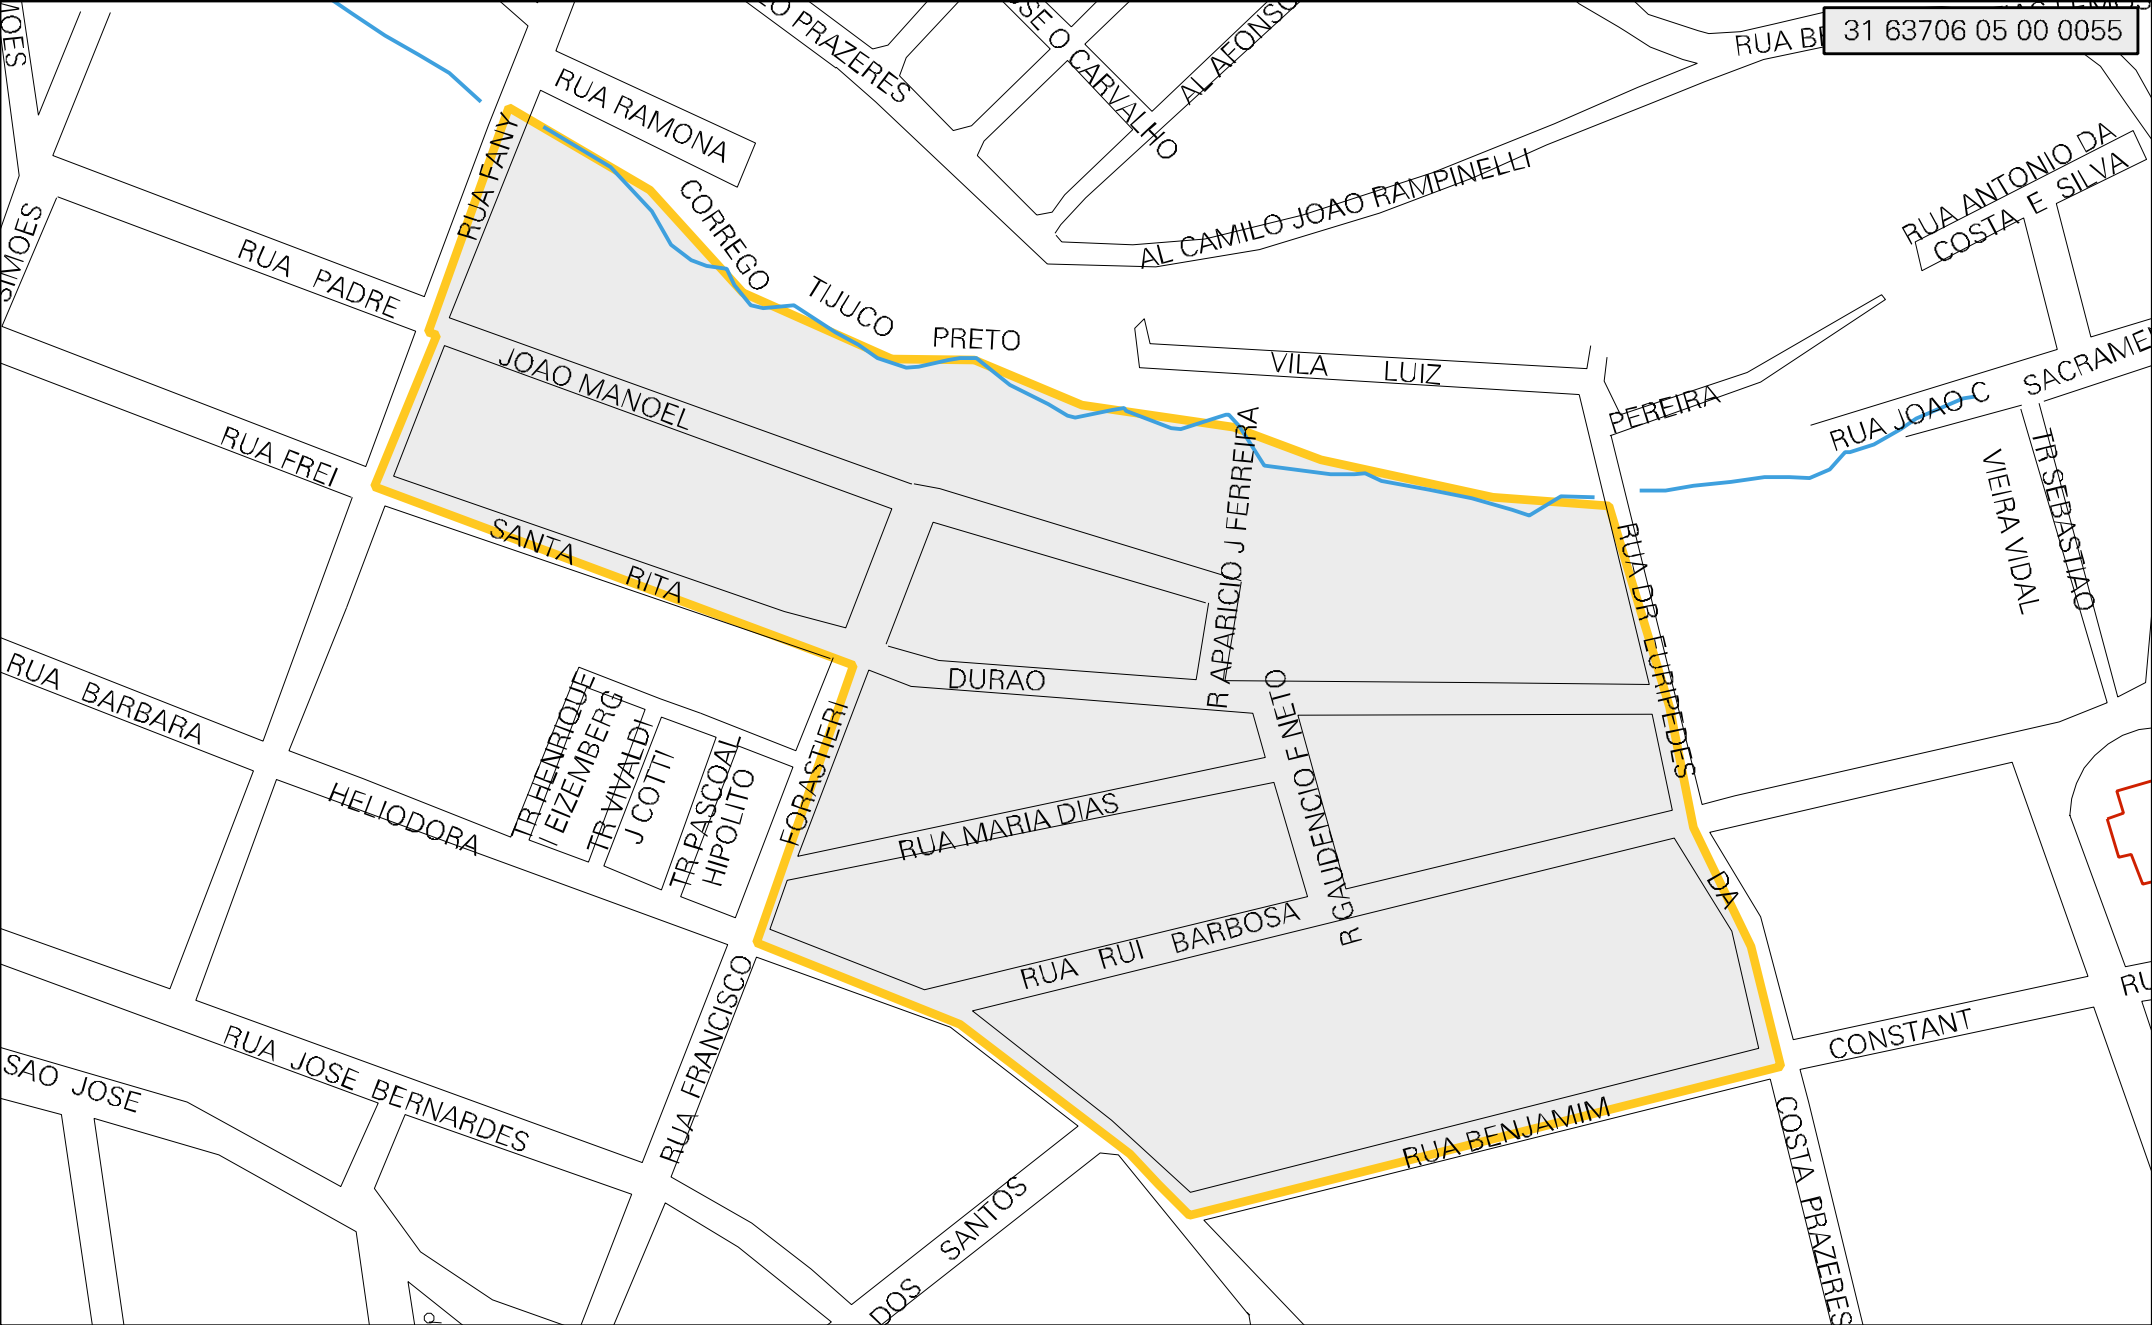 31 63706 05 00 0055
MOES
SIMOES
RUA FANY
RUA RAMONA
O PRAZERES
SE O CARVALHO
AL AFONSO
AL CAMILO JOAO RAMPINELLI
RUA ANTONIO DA
COSTA E SILVA
RUA PADRE
CORREGO TIJUCO PRETO
JOAO MANOEL
VILA LUIZ
PEREIRA
RUA JOAO C SACRAME
TR SEBASTIAO
VIEIRA VIDAL
RUA FREI
SANTA RITA
DURAO
R APARICIO J FERREIRA
RUA DR EURIPEDES DA
COSTA PRAZERES
RUA BARBARA
HELIODORA
TR HENRIQUE
I EIZEMBERG
TR VIVALDI
J COTTI
TR PASCOAL
HIPOLITO
RUA FRANCISCO FORASTIERI
RUA MARIA DIAS
R GAUDENCIO F NETO
RUA RUI BARBOSA
RUA JOSE BERNARDES
SAO JOSE
DOS SANTOS
RUA BENJAMIM
CONSTANT
RU